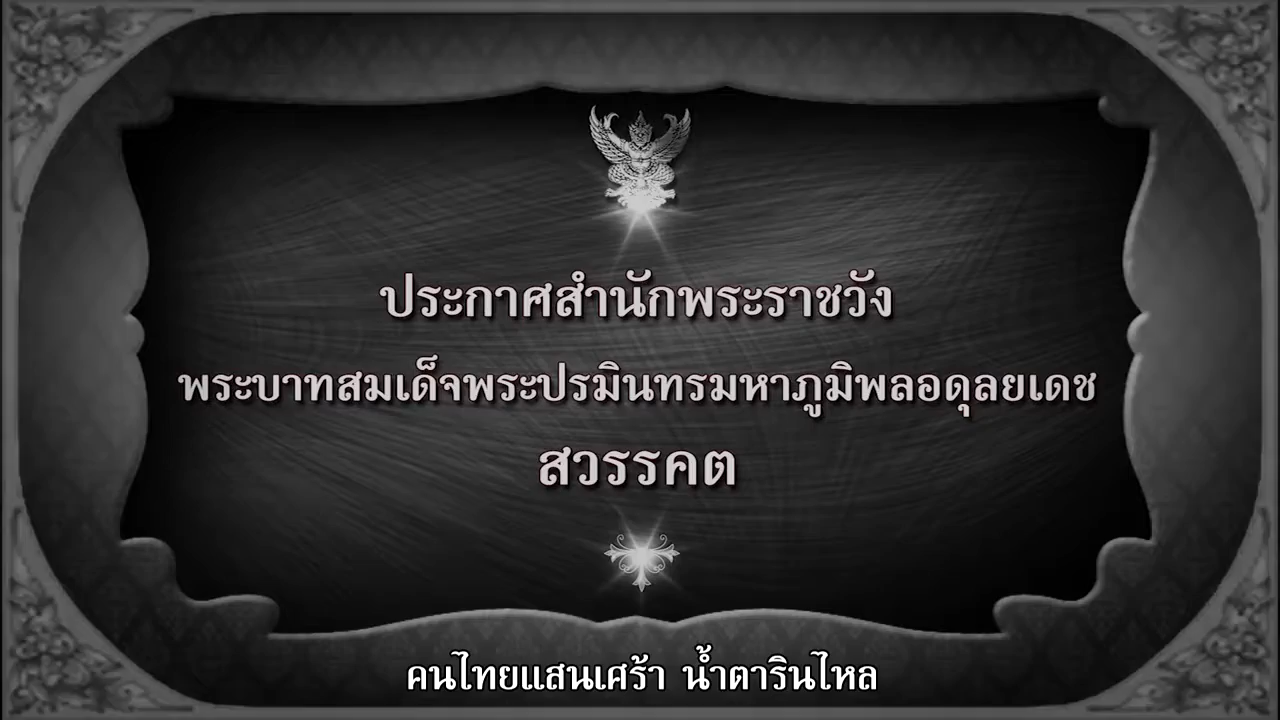 ประกาศสำนักพระราชวัง
พระบาทสมเด็จพระปรมินทรมหาภูมิพลอดุลยเดช
สวรรคต
คนไทยแสนเศร้า น้ำตารินไหล